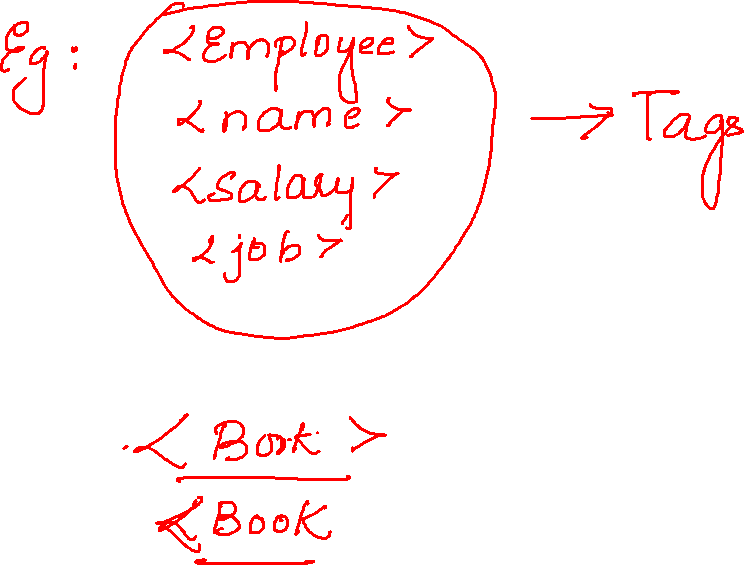 Eg:
<Employee>
<name> → Tags
<salary>
<job>
<Book>
<Book